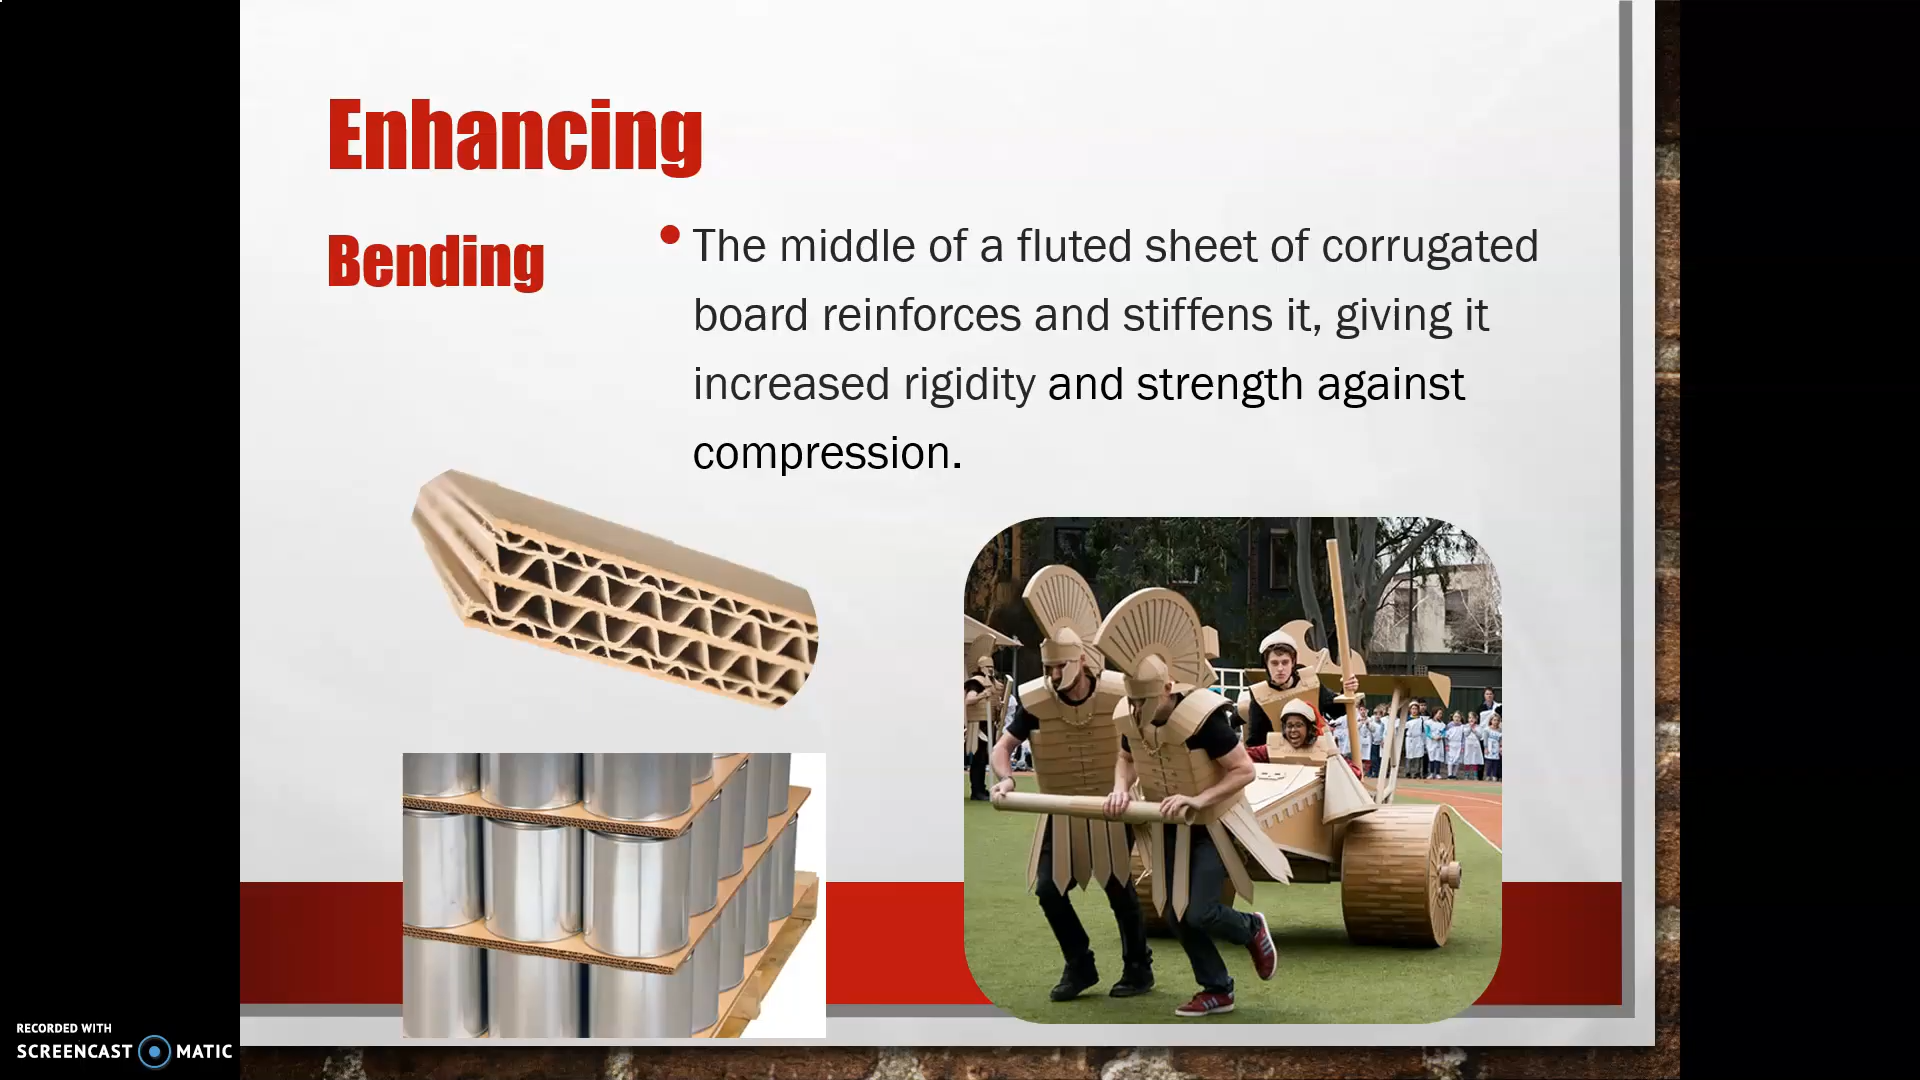 Enhancing
Bending
• The middle of a fluted sheet of corrugated
board reinforces and stiffens it, giving it
increased rigidity and strength against
compression.
RECORDED WITH
SCREENCAST MATIC